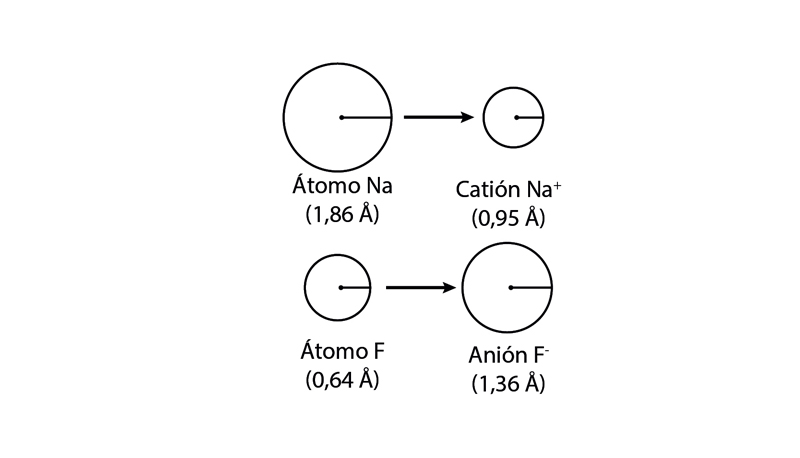 Átomo Na
(1,86 Å)
Catión Na⁺
(0,95 Å)
Átomo F
(0,64 Å)
Anión F⁻
(1,36 Å)